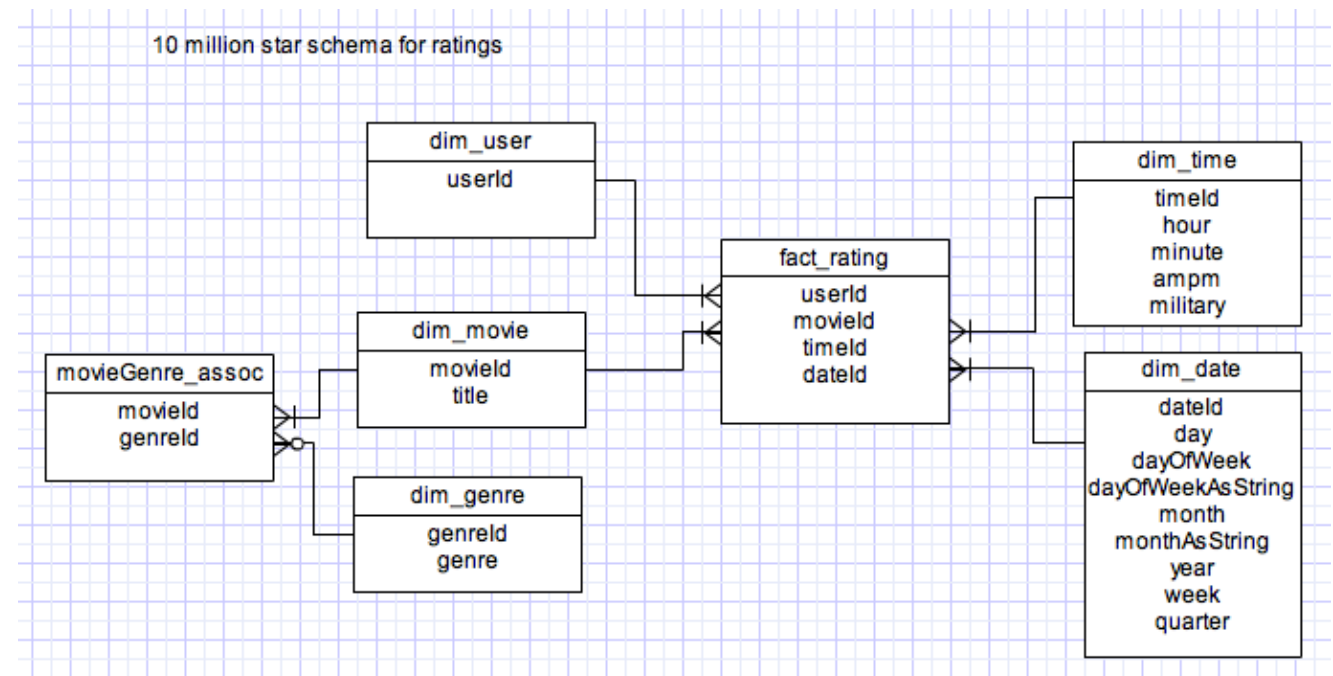 10 million star schema for ratings
dim_user
userId
dim_time
timeId
hour
minute
ampm
military
fact_rating
userId
movieId
timeId
dateId
dim_movie
movieId
title
movieGenre_assoc
movieId
genreId
dim_date
dateId
day
dayOfWeek
dayOfWeekAsString
month
monthAsString
year
week
quarter
dim_genre
genreId
genre